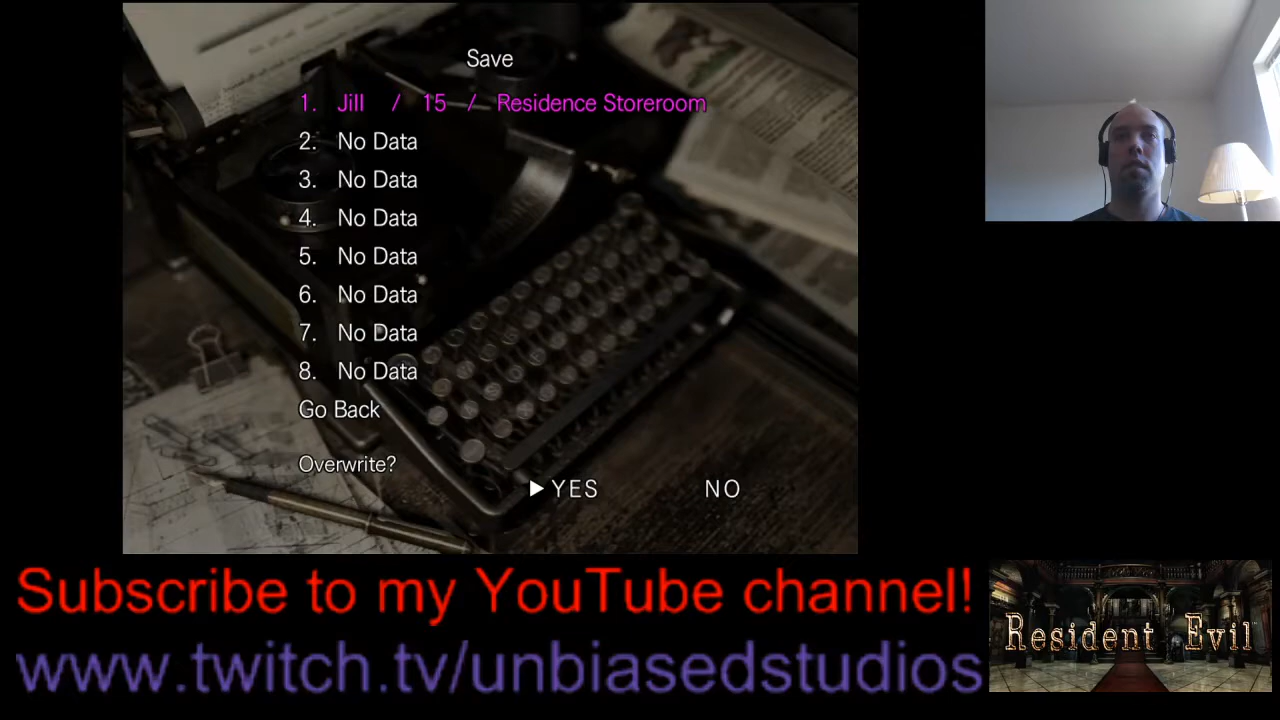 Save
1. Jill / 15 / Residence Storeroom
2. No Data
3. No Data
4. No Data
5. No Data
6. No Data
7. No Data
8. No Data
Go Back
Overwrite?
▶YES NO
Subscribe to my YouTube channel!
www.twitch.tv/unbiasedstudios
Resident Evil